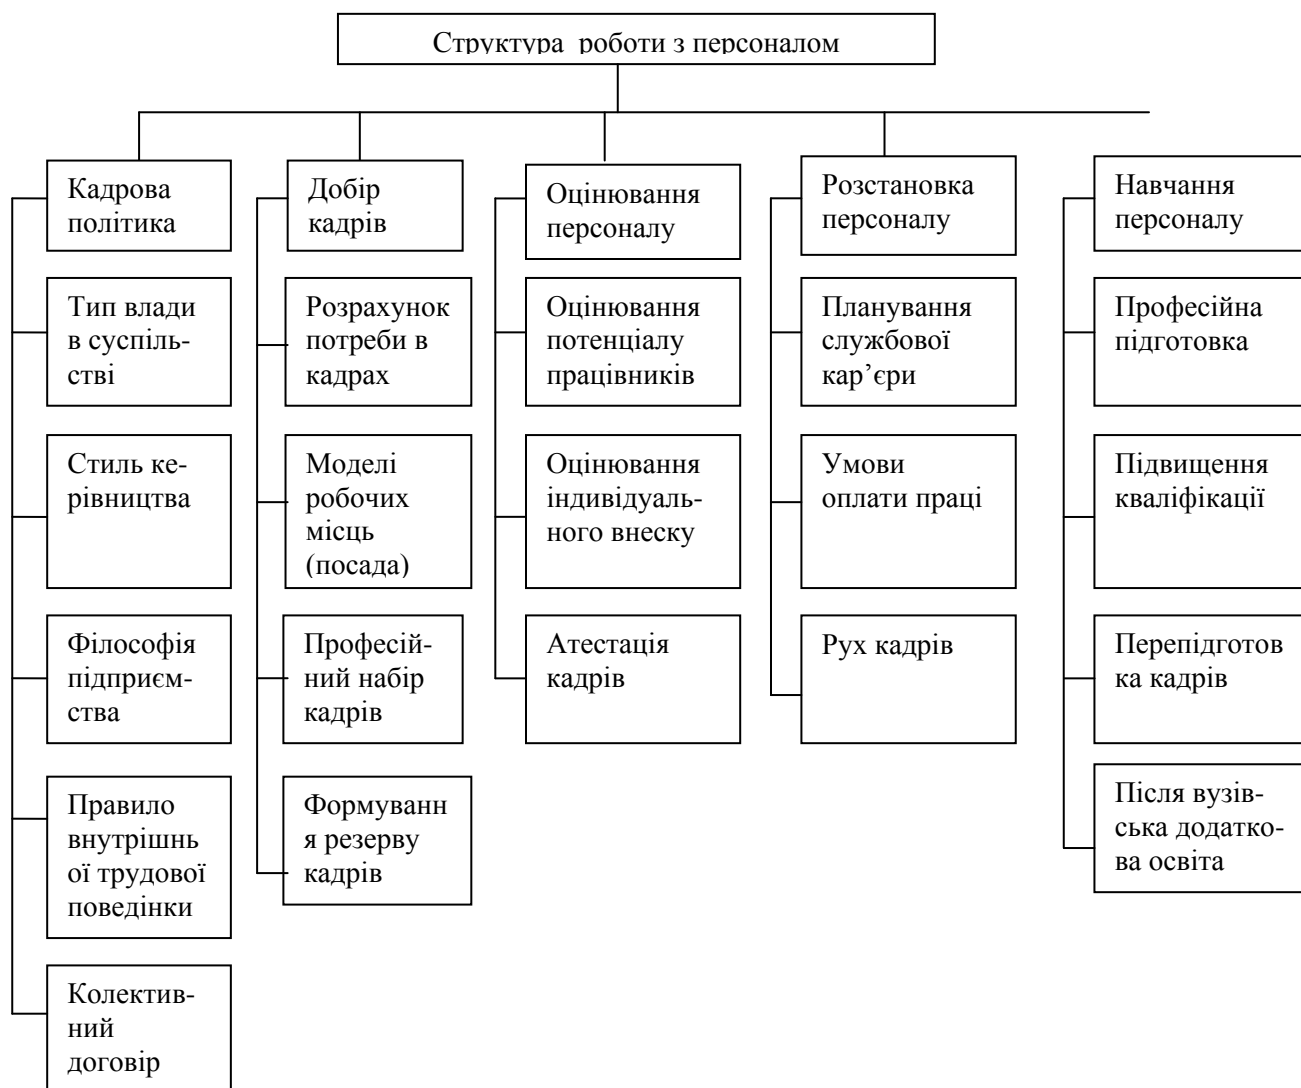 Структура роботи з персоналом
Кадрова
політика
Тип влади
в суспіль-
стві
Стиль ке-
рівництва
Філософія
підприєм-
ства
Правило
внутрішнь
ої трудової
поведінки
Колектив-
ний
договір
Добір
кадрів
Розрахунок
потреби в
кадрах
Моделі
робочих
місць
(посада)
Професій-
ний набір
кадрів
Формуванн
я резерву
кадрів
Оцінювання
персоналу
Оцінювання
потенціалу
працівників
Оцінювання
індивідуаль-
ного внеску
Атестація
кадрів
Розстановка
персоналу
Планування
службової
кар’єри
Умови
оплати праці
Рух кадрів
Навчання
персоналу
Професійна
підготовка
Підвищення
кваліфікації
Перепідготов
ка кадрів
Після вузів-
ська додатко-
ва освіта